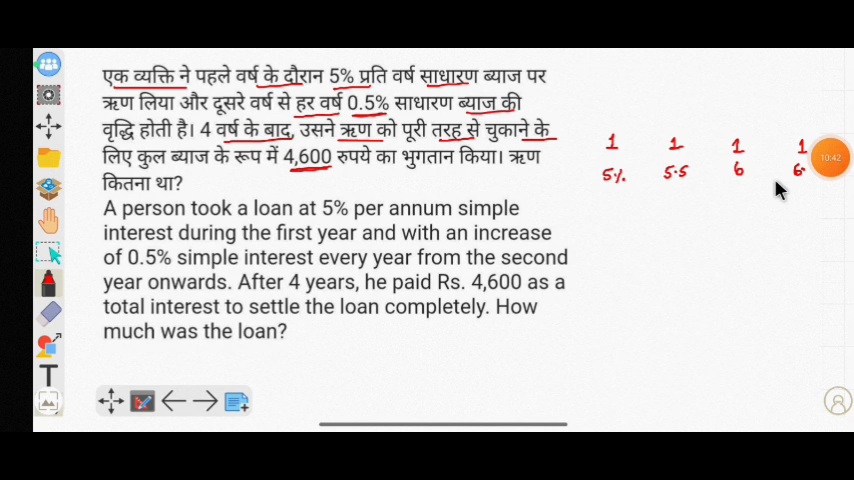 एक व्यक्ति ने पहले वर्ष के दौरान 5% प्रति वर्ष साधारण ब्याज पर
ऋण लिया और दूसरे वर्ष से हर वर्ष 0.5% साधारण ब्याज की
वृद्धि होती है। 4 वर्ष के बाद, उसने ऋण को पूरी तरह से चुकाने के
लिए कुल ब्याज के रूप में 4,600 रुपये का भुगतान किया। ऋण
कितना था?
A person took a loan at 5% per annum simple
interest during the first year and with an increase
of 0.5% simple interest every year from the second
year onwards. After 4 years, he paid Rs. 4,600 as a
total interest to settle the loan completely. How
much was the loan?
1 1 1 1
5% 5.5 6 6.
10:42
T